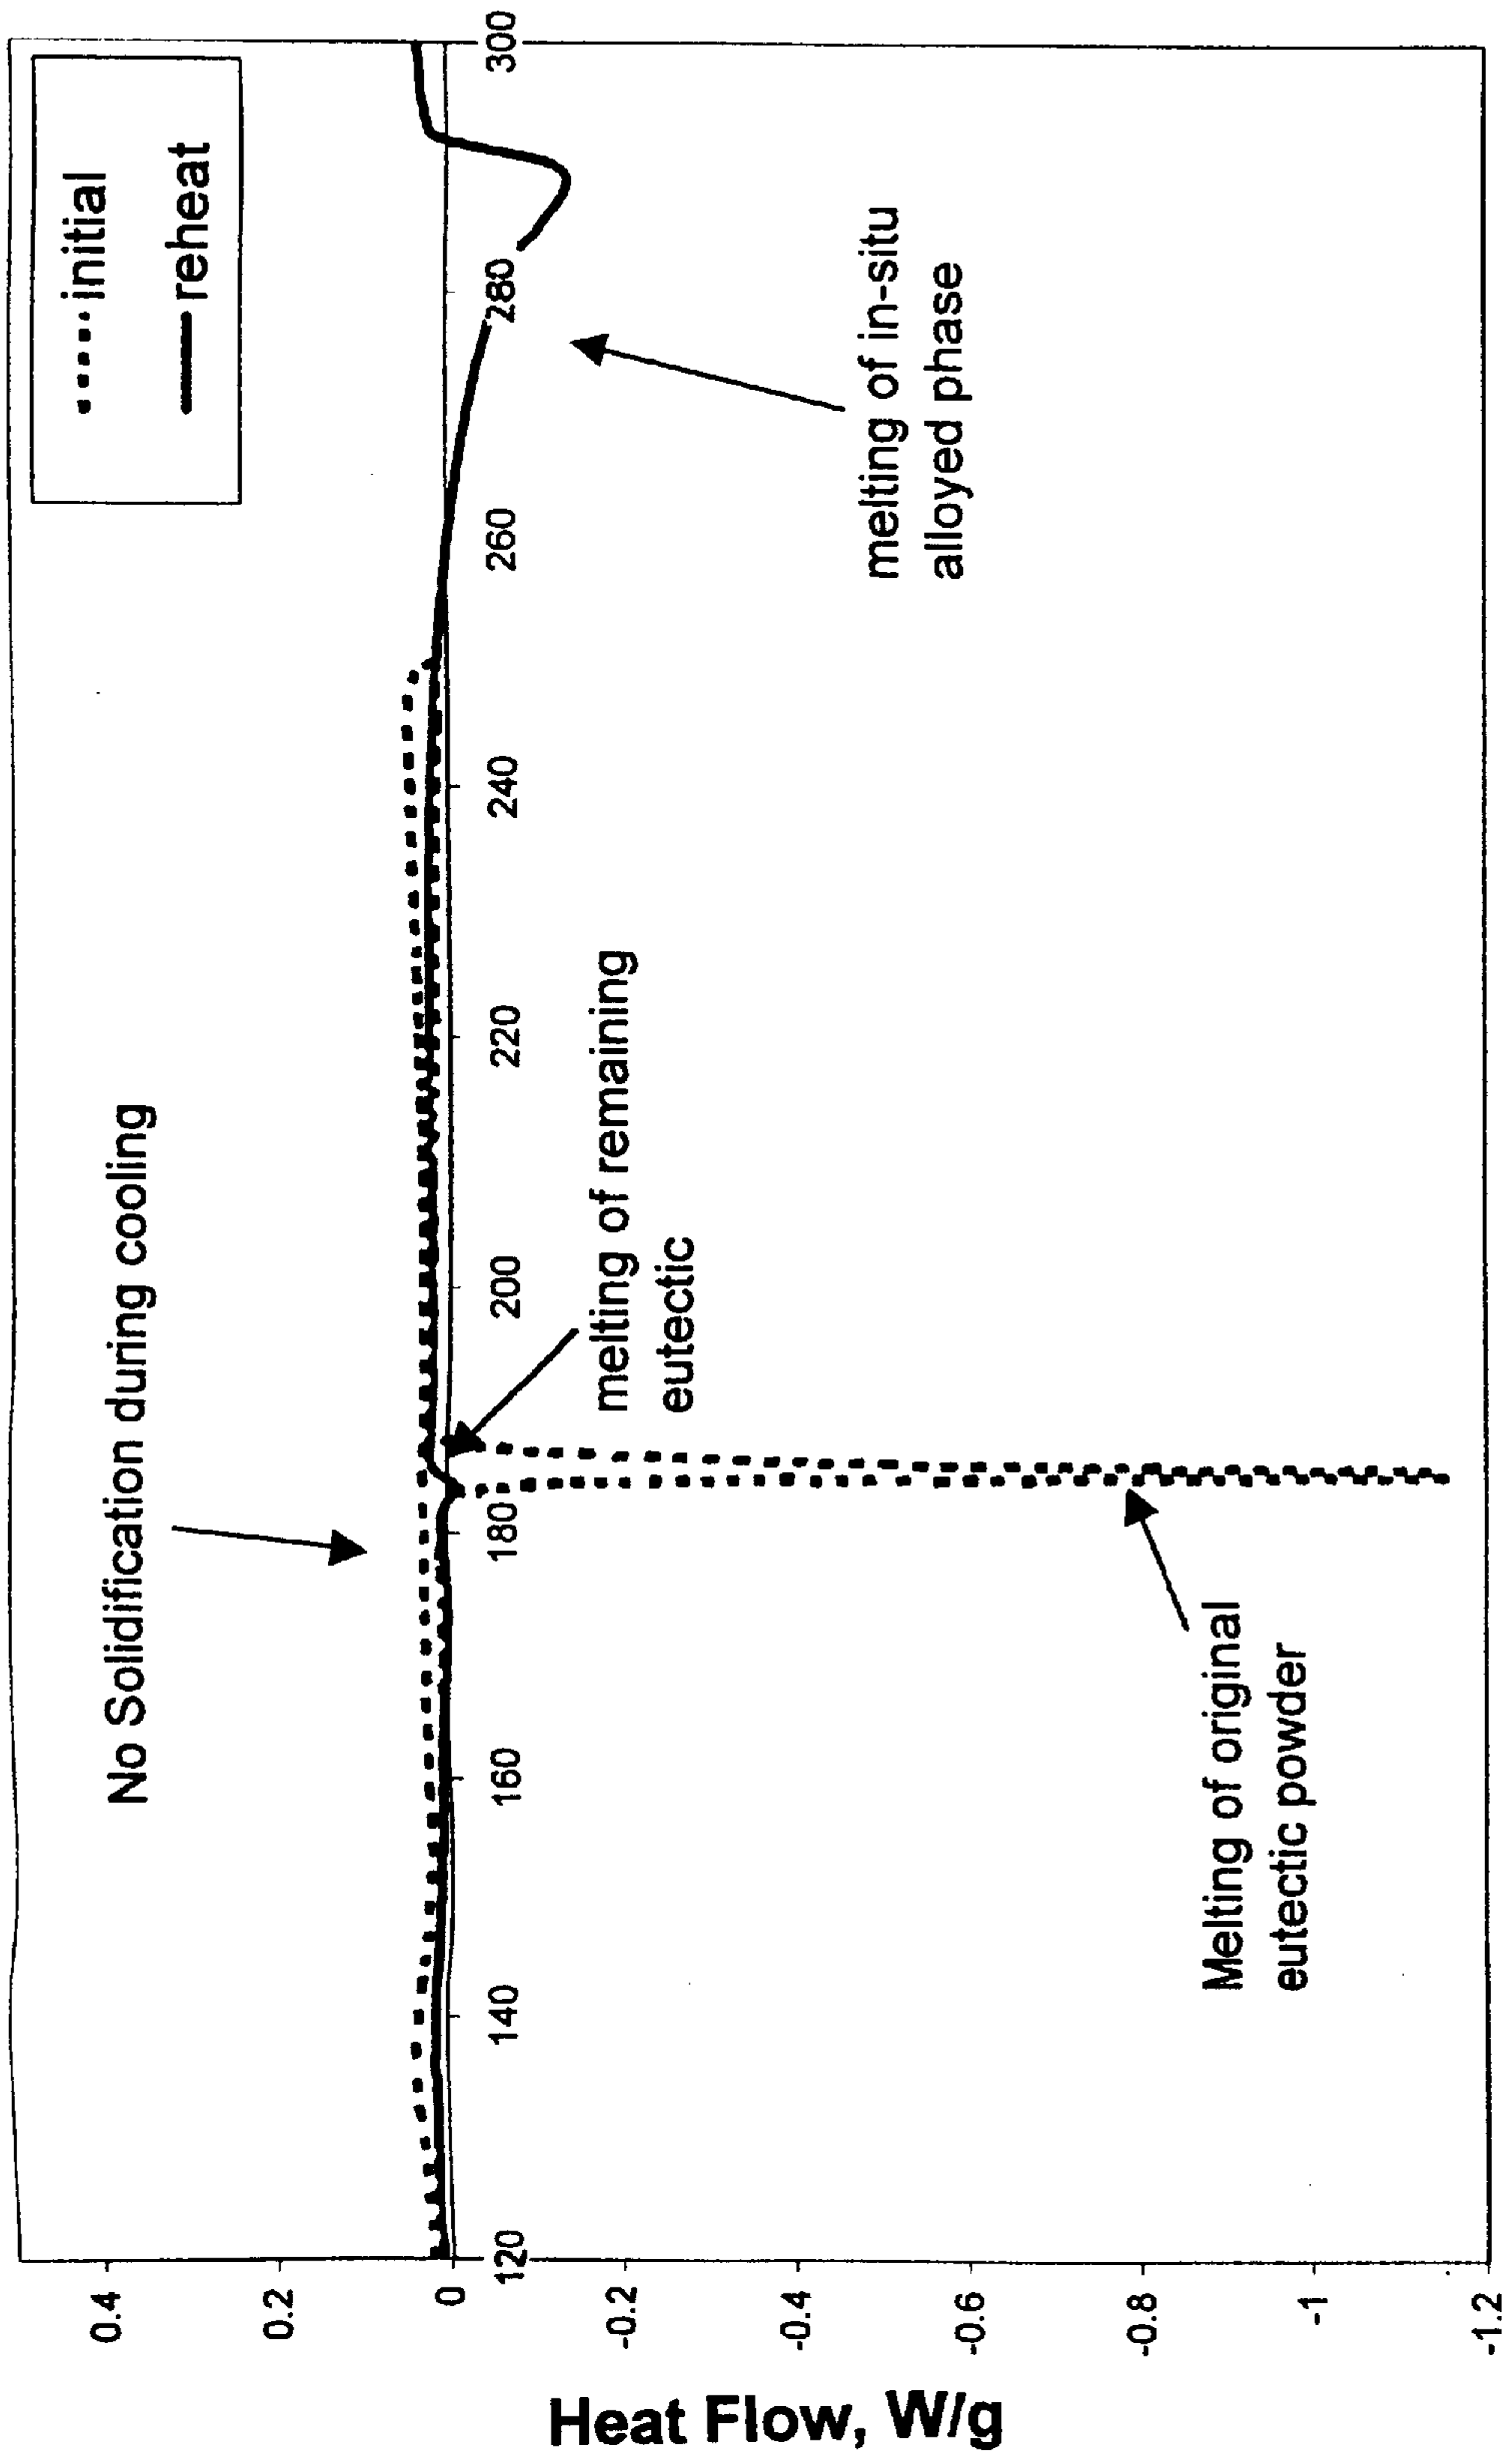 initial
reheat
No Solidification during cooling
melting of remaining
eutectic
melting of in-situ
alloyed phase
Melting of original
eutectic powder
0.4
0.2
0
-0.2
-0.4
-0.6
-0.8
-1
-1.2
120
140
160
180
200
220
240
260
280
300
Heat Flow, W/g